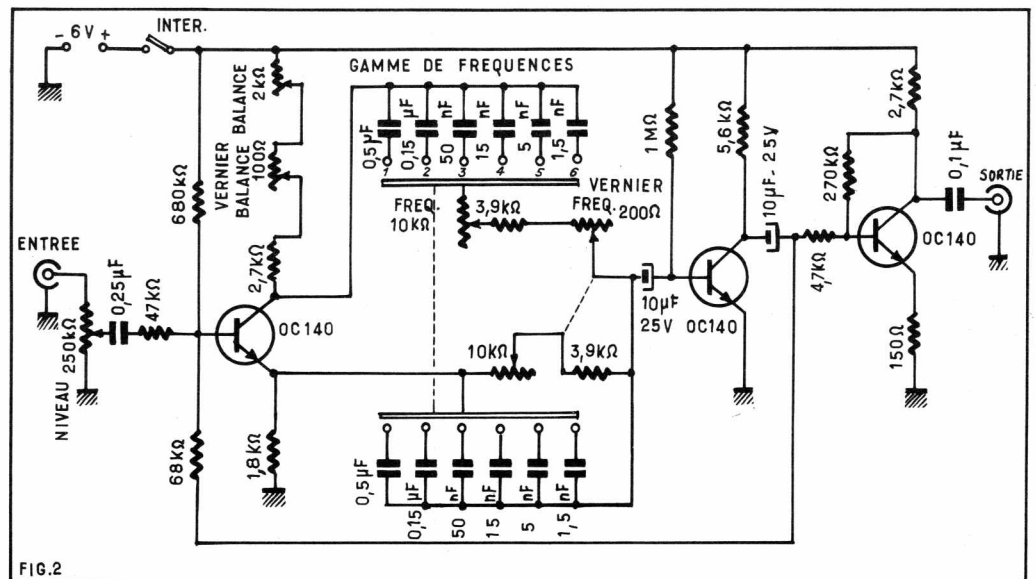 - 6V +
INTER.
GAMME DE FREQUENCES
BALANCE
2kΩ
VERNIER
BALANCE
100Ω
680kΩ
2,7kΩ
0,5µF
0,15 µF
50 nF
15 nF
5 nF
1,5 nF
1 2 3 4 5 6
FREQ.
10kΩ
3,9kΩ
VERNIER
FREQ.
200Ω
1MΩ
5,6kΩ
10µF-25V
2,7kΩ
270kΩ
0,1µF
SORTIE
ENTREE
0,25µF
47kΩ
250kΩ
NIVEAU
OC140
10µF
25V
OC140
4,7kΩ
OC140
150Ω
10kΩ
3,9kΩ
68kΩ
1,8kΩ
0,5µF
0,15 µF
50 nF
15 nF
5 nF
1,5 nF
FIG.2